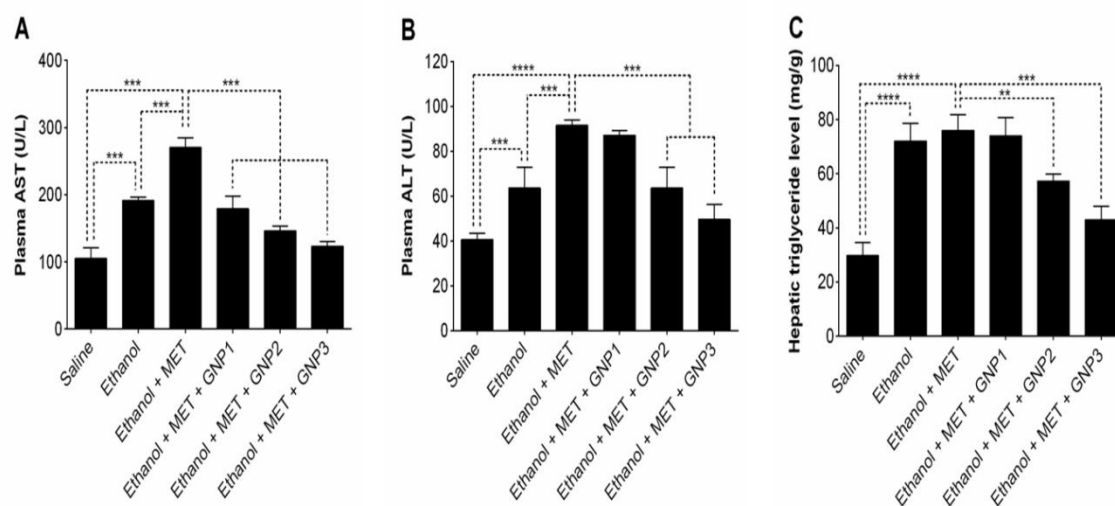 A
Plasma AST (U/L)
400
300
200
100
0
***
***
***
***
Saline
Ethanol
Ethanol + MET
Ethanol + MET + GNP1
Ethanol + MET + GNP2
Ethanol + MET + GNP3
B
Plasma ALT (U/L)
120
100
80
60
40
20
0
****
***
***
***
Saline
Ethanol
Ethanol + MET
Ethanol + MET + GNP1
Ethanol + MET + GNP2
Ethanol + MET + GNP3
C
Hepatic triglyceride level (mg/g)
100
80
60
40
20
0
****
***
****
**
Saline
Ethanol
Ethanol + MET
Ethanol + MET + GNP1
Ethanol + MET + GNP2
Ethanol + MET + GNP3